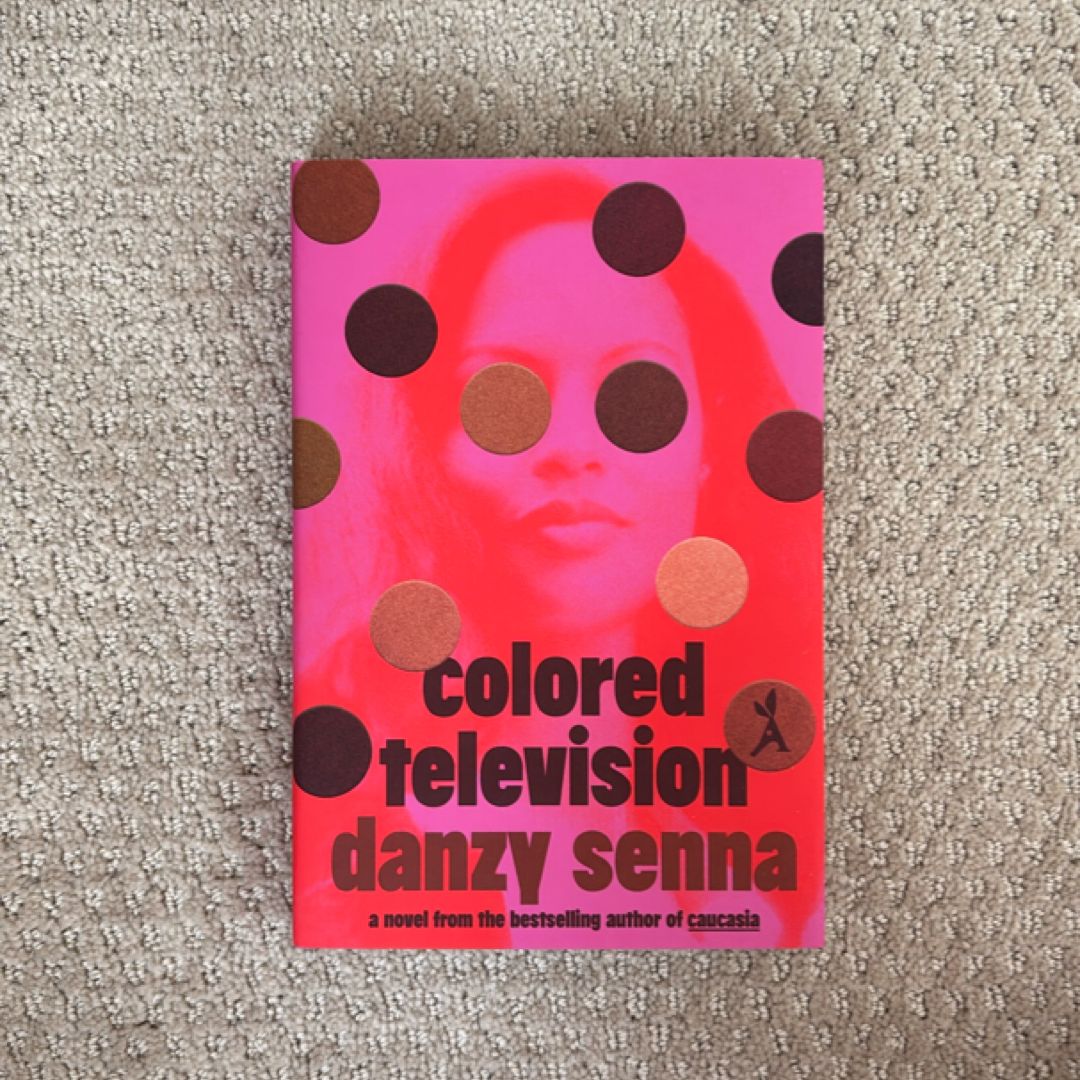 colored
television
danzy senna
a novel from the bestselling author of caucasia